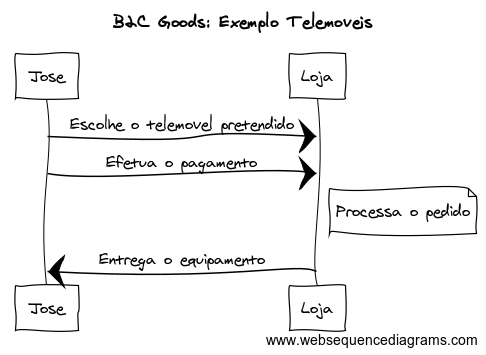 B2C Goods: Exemplo Telemoveis
Jose
Loja
Escolhe o telemovel pretendido
Efetua o pagamento
Processa o pedido
Entrega o equipamento
Jose
Loja
www.websequencediagrams.com